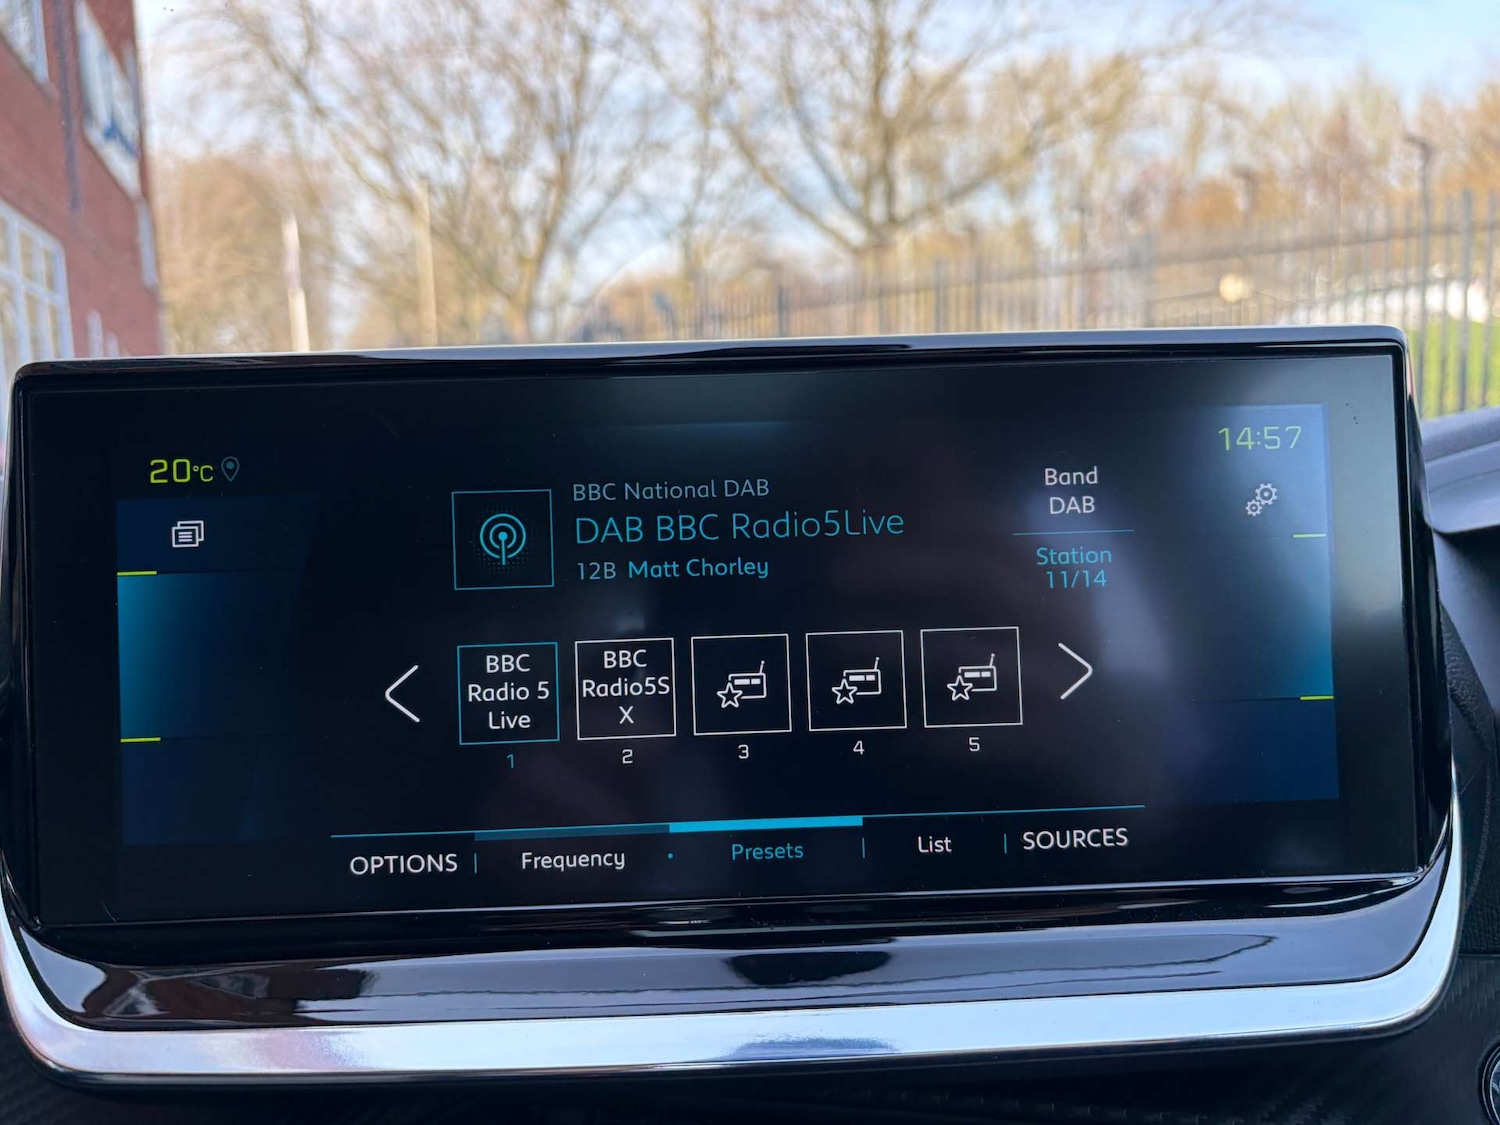 20°C
14:57
BBC National DAB
DAB BBC Radio5Live
12B Matt Chorley
Band
DAB
Station
11/14
BBC
Radio 5
Live
1
BBC
Radio5S
X
2
3
4
5
OPTIONS
Frequency
Presets
List
SOURCES